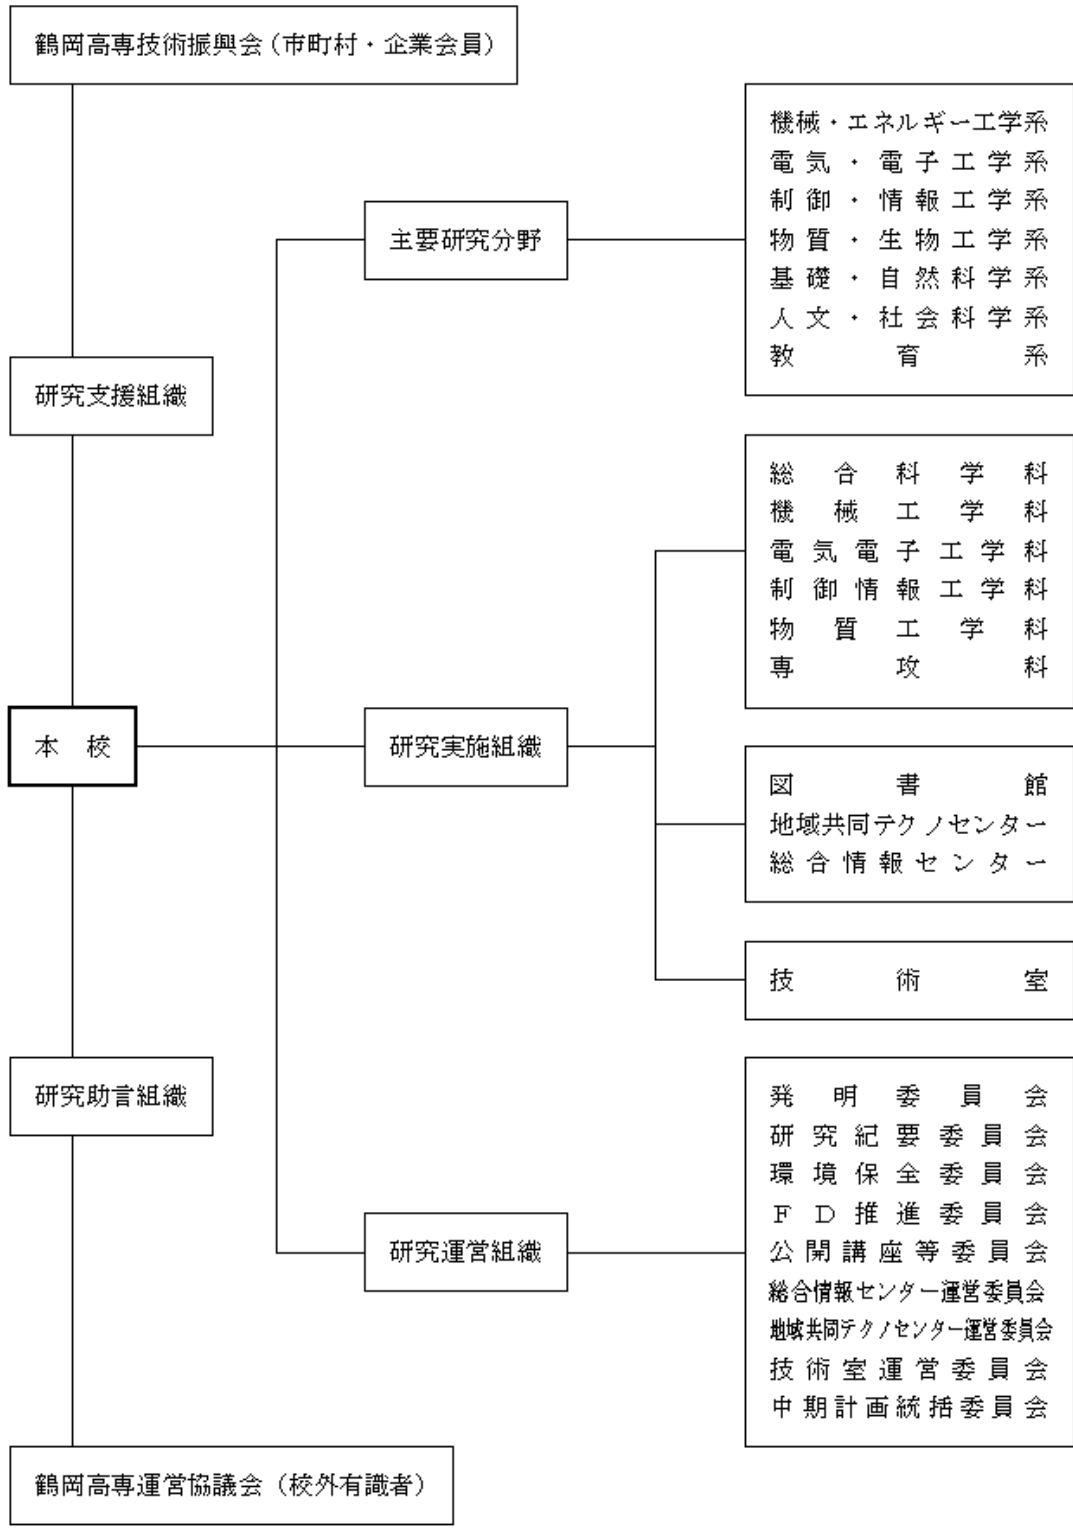 鶴岡高専技術振興会（市町村・企業会員）
機械・エネルギー工学系
電気・電子工学系
制御・情報工学系
物質・生物工学系
基礎・自然科学系
人文・社会科学系
教育系
主要研究分野
研究支援組織
総合科学科
機械工学科
電気電子工学科
制御情報工学科
物質工学科
専攻科
本校
研究実施組織
図書館
地域共同テクノセンター
総合情報センター
技術室
研究助言組織
発明委員会
研究紀要委員会
環境保全委員会
ＦＤ推進委員会
公開講座等委員会
総合情報センター運営委員会
地域共同テクノセンター運営委員会
技術室運営委員会
中期計画統括委員会
研究運営組織
鶴岡高専運営協議会（校外有識者）